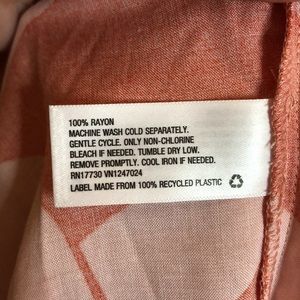 100% RAYON
MACHINE WASH COLD SEPARATELY.
GENTLE CYCLE. ONLY NON-CHLORINE
BLEACH IF NEEDED. TUMBLE DRY LOW.
REMOVE PROMPTLY. COOL IRON IF NEEDED.
RN17730 VN1247024
LABEL MADE FROM 100% RECYCLED PLASTIC